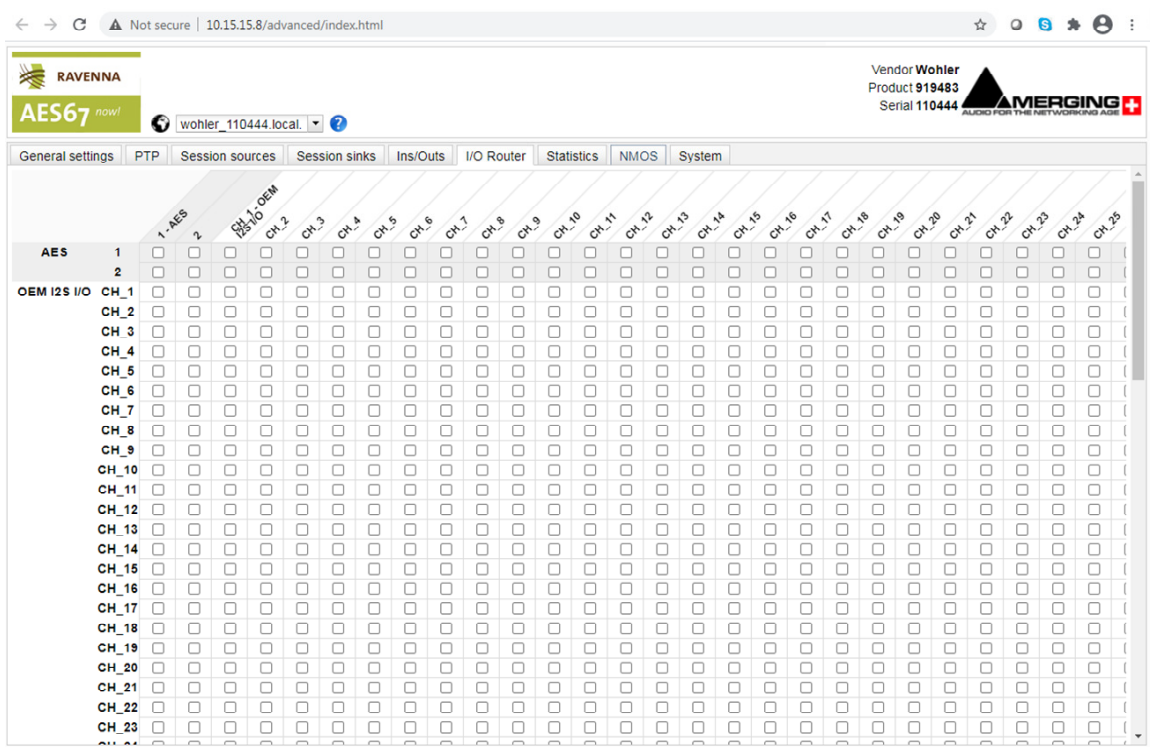 Not secure | 10.15.15.8/advanced/index.html
RAVENNA
AES67 now!
wohler_110444.local.
Vendor Wohler
Product 919483
Serial 110444
MERGING
AUDIO FOR THE NETWORKING AGE
General settings PTP Session sources Session sinks Ins/Outs I/O Router Statistics NMOS System
1 - AES 2 CH_1 - OEM I2S I/O CH_2 CH_3 CH_4 CH_5 CH_6 CH_7 CH_8 CH_9 CH_10 CH_11 CH_12 CH_13 CH_14 CH_15 CH_16 CH_17 CH_18 CH_19 CH_20 CH_21 CH_22 CH_23 CH_24 CH_25
AES 1
2
OEM I2S I/O CH_1
CH_2
CH_3
CH_4
CH_5
CH_6
CH_7
CH_8
CH_9
CH_10
CH_11
CH_12
CH_13
CH_14
CH_15
CH_16
CH_17
CH_18
CH_19
CH_20
CH_21
CH_22
CH_23